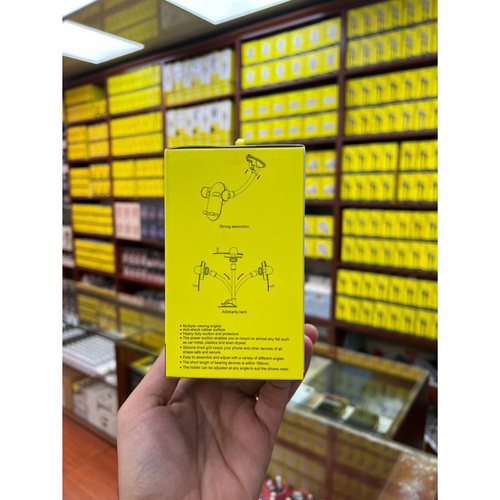 Strong adsorption
Arbitrarily bent
• Multiple viewing angles
• Anti-shock rubber surface.
• Heavy duty suction and protection
• The power suction enables you to mount on almost any flat such
as car metal, plastics and even dowed.
• Silicone lined grid keeps your phone and other devices of all
shape safe and secure.
• Easy to assemble and adjust with a variety of different angles
• The short length of bearing devices is within 180mm.
• The holder can be adjusted at any angle to suit the drivers need.